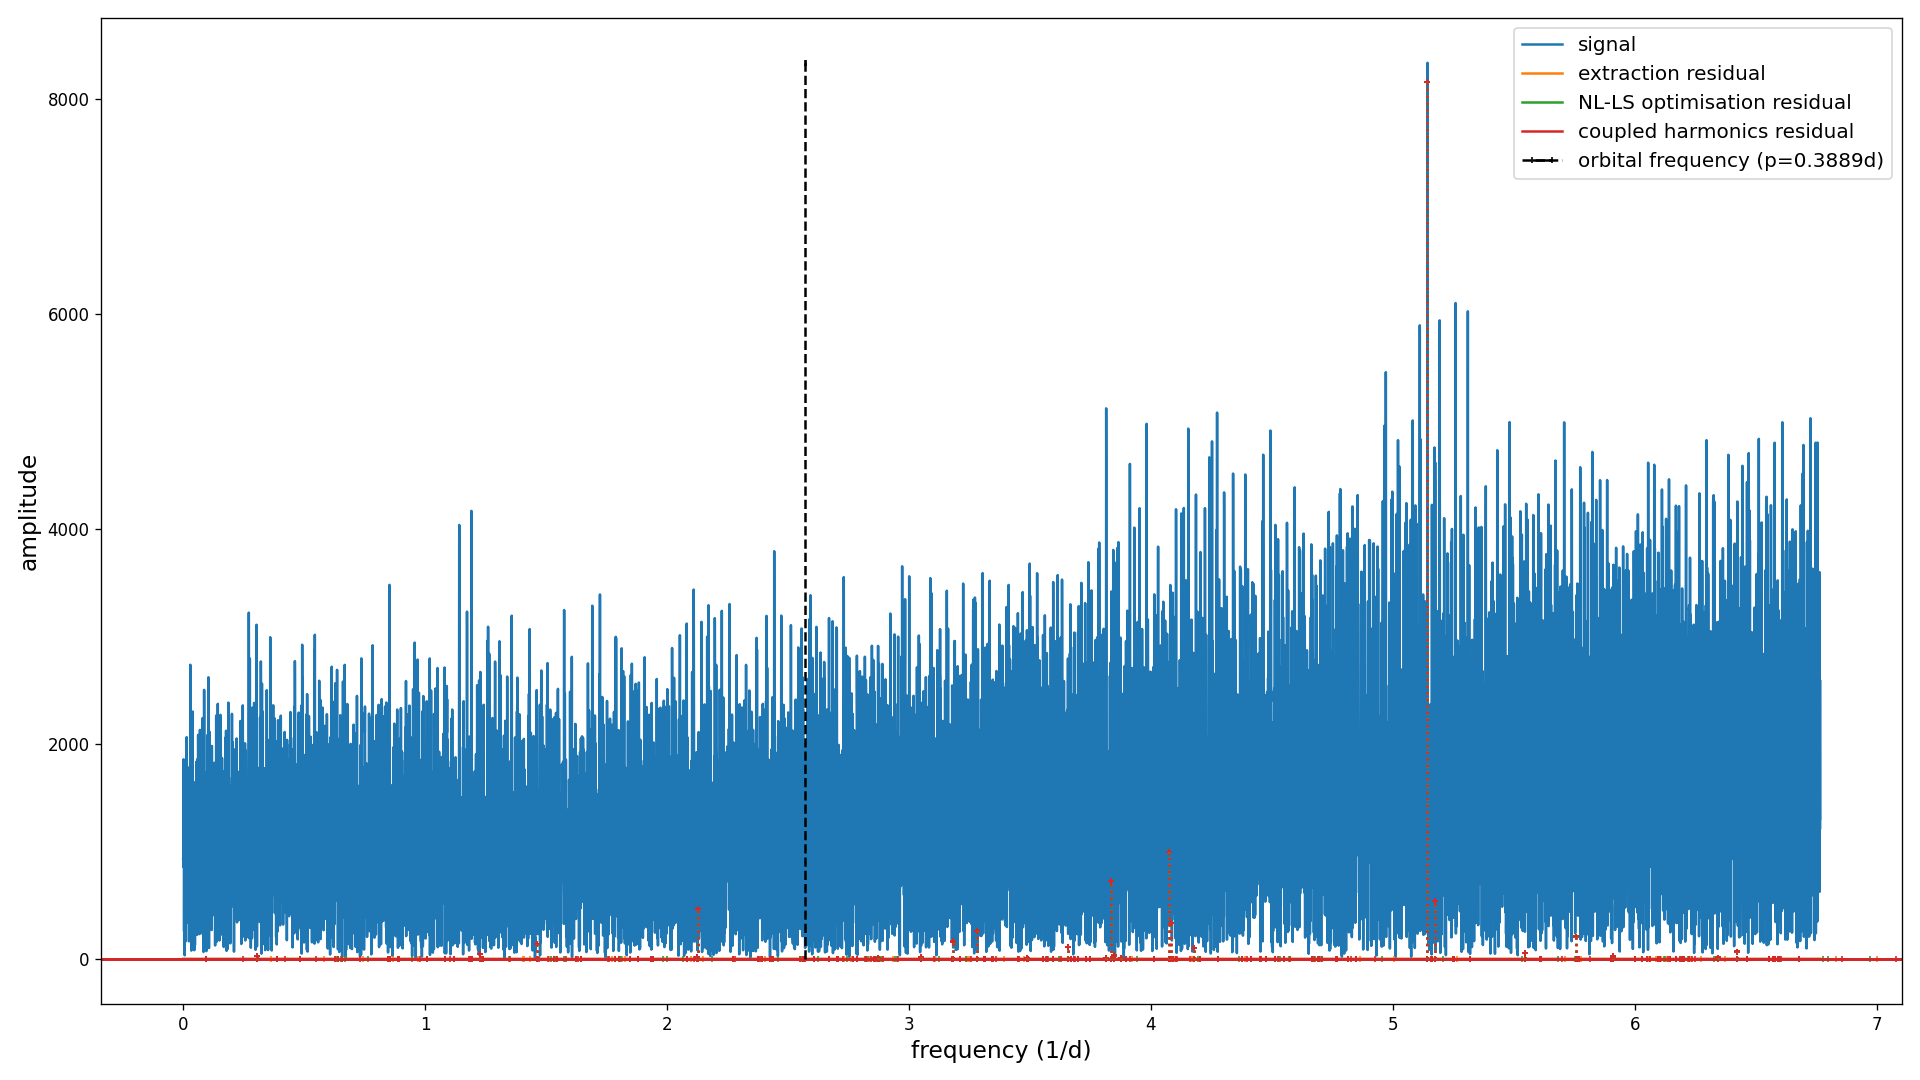 signal
extraction residual
NL-LS optimisation residual
coupled harmonics residual
orbital frequency (p=0.3889d)
8000
6000
4000
2000
0
amplitude
0 1 2 3 4 5 6 7
frequency (1/d)